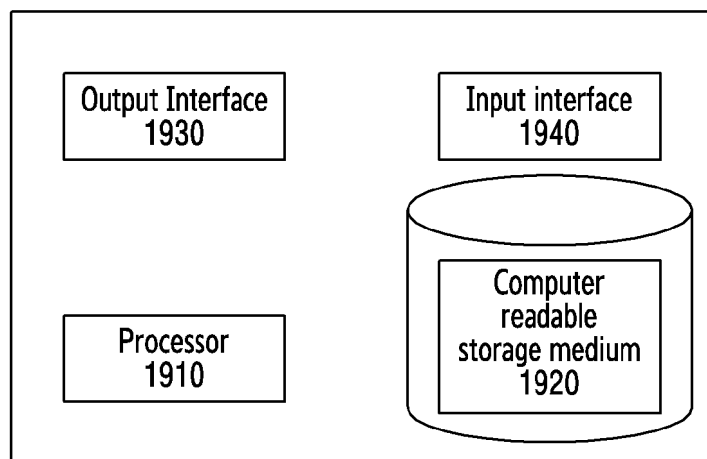 Output Interface
1930
Input interface
1940
Processor
1910
Computer
readable
storage medium
1920